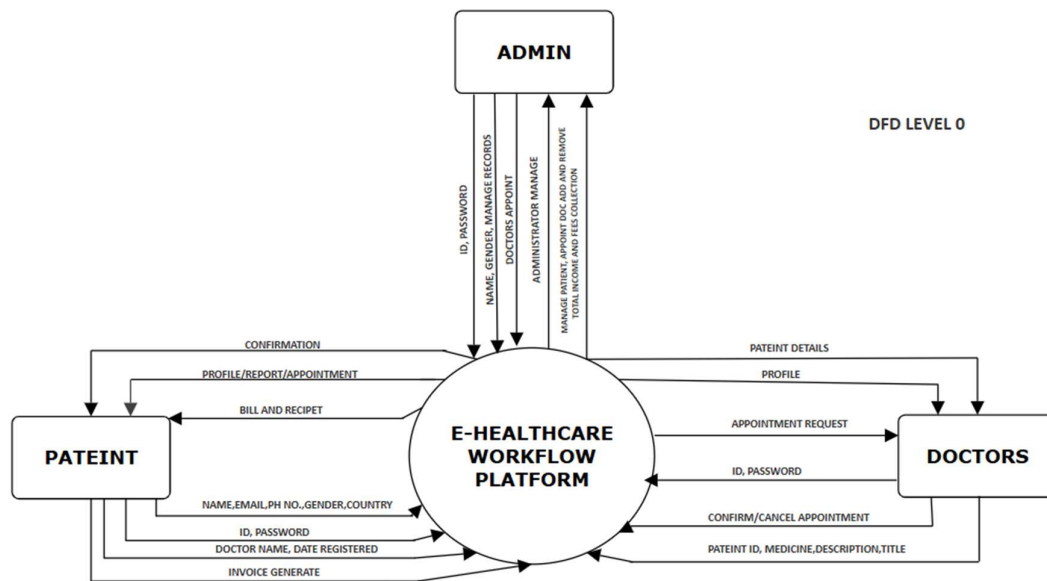 ADMIN
DFD LEVEL 0
ID, PASSWORD
NAME, GENDER, MANAGE RECORDS
DOCTORS APPOINT
ADMINISTRATOR MANAGE
MANAGE PATIENT, APPOINT DOC ADD AND REMOVE
TOTAL INCOME AND FEES COLLECTION
CONFIRMATION
PROFILE/REPORT/APPOINTMENT
BILL AND RECIPET
PATEINT
NAME,EMAIL,PH NO.,GENDER,COUNTRY
ID, PASSWORD
DOCTOR NAME, DATE REGISTERED
INVOICE GENERATE
E-HEALTHCARE
WORKFLOW
PLATFORM
PATEINT DETAILS
PROFILE
APPOINTMENT REQUEST
DOCTORS
ID, PASSWORD
CONFIRM/CANCEL APPOINTMENT
PATEINT ID, MEDICINE,DESCRIPTION,TITLE